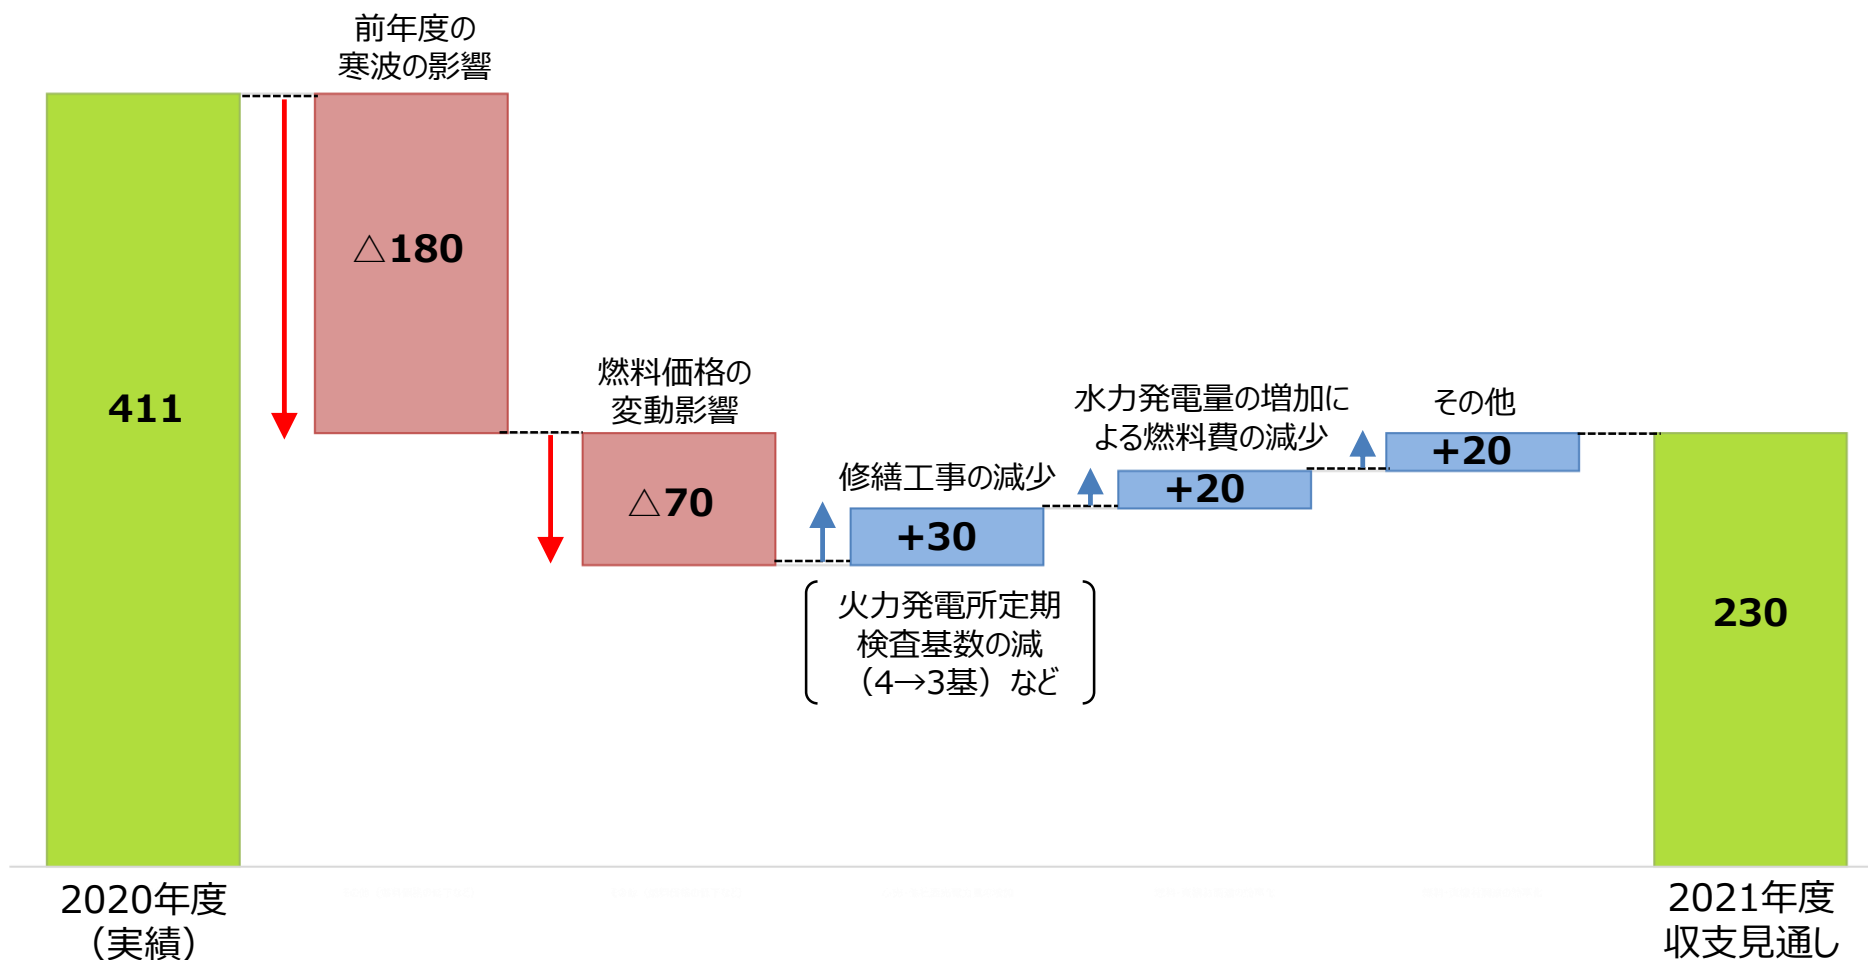 前年度の
寒波の影響
411
△180
燃料価格の
変動影響
△70
修繕工事の減少
+30
火力発電所定期
検査基数の減
（4→3基）など
水力発電量の増加に
よる燃料費の減少
+20
その他
+20
230
2020年度
（実績）
2021年度
収支見通し